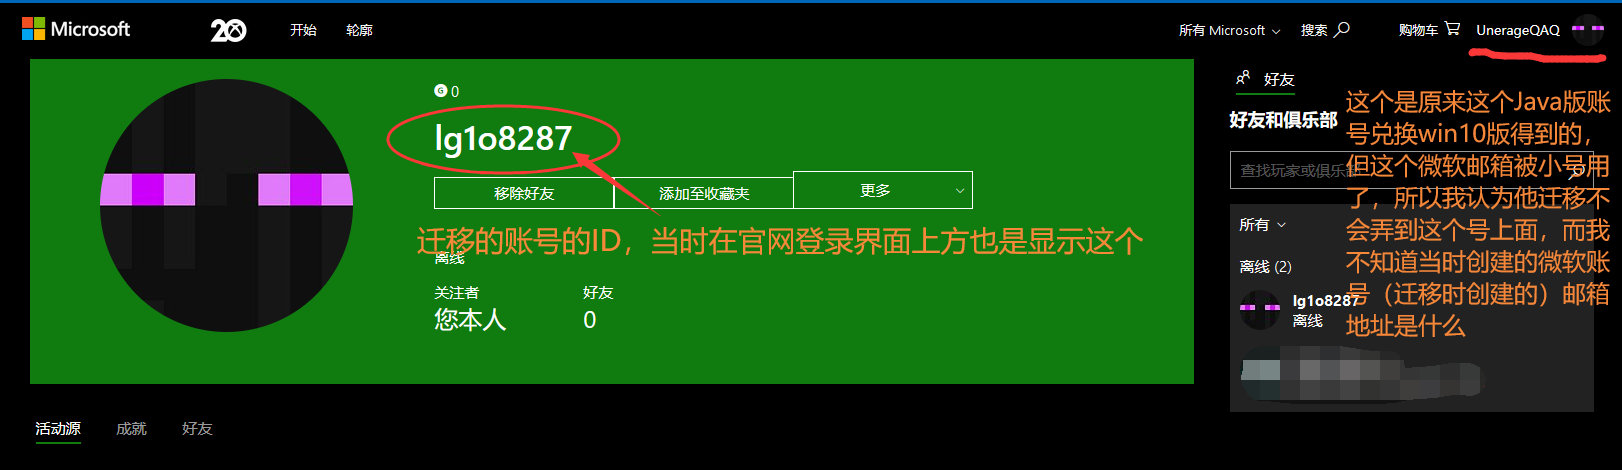 Microsoft
20
开始
轮廓
所有 Microsoft
搜索
购物车
UnerageQAQ
G 0
lg1o8287
移除好友
添加至收藏夹
更多
迁移的账号的ID，当时在官网登录界面上方也是显示这个
离线
关注者
好友
您本人
0
活动源
成就
好友
好友
好友和俱乐部
查找玩家或俱乐部
所有
离线 (2)
lg1o8287
离线
这个是原来这个Java版账
号兑换win10版得到的，
但这个微软邮箱被小号用
了，所以我认为他迁移不
会弄到这个号上面，而我
不知道当时创建的微软账
号（迁移时创建的）邮箱
地址是什么